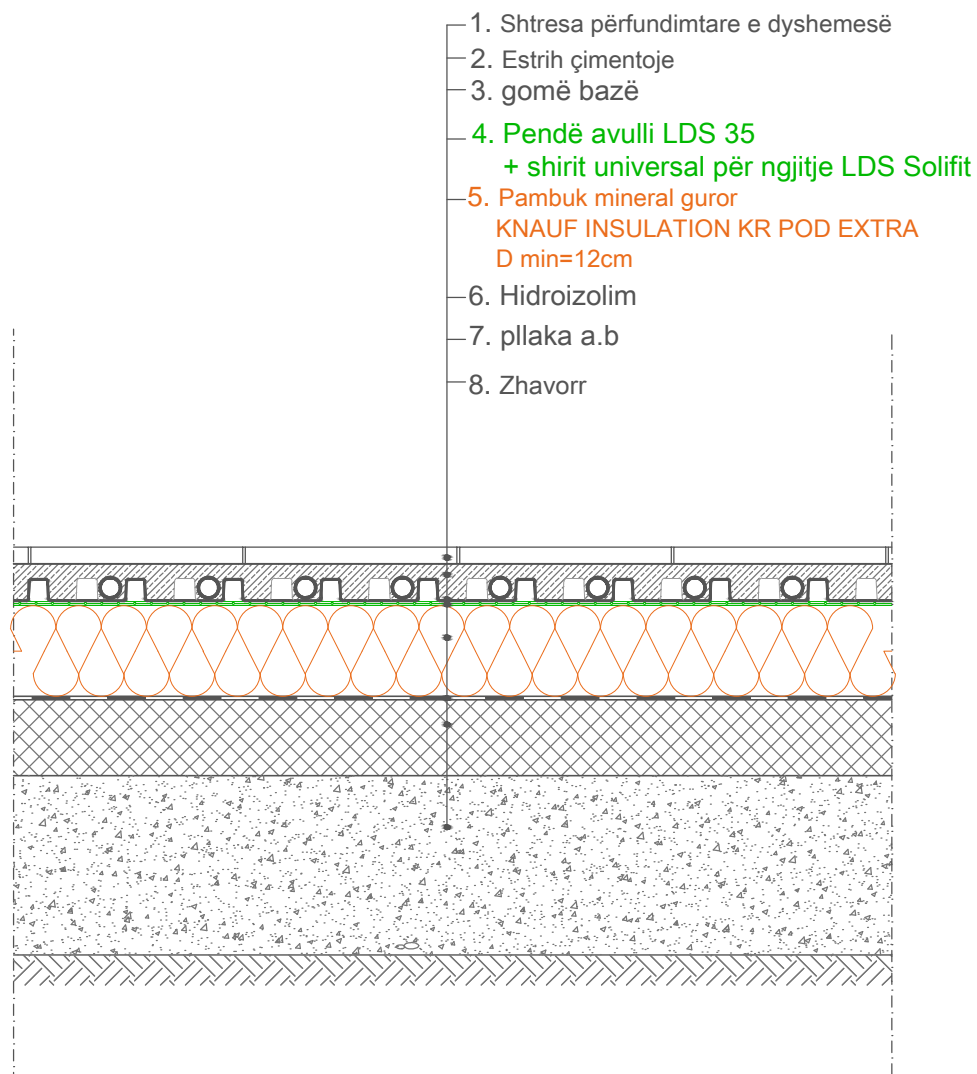 1. Shtresa përfundimtare e dyshemesë
2. Estrih çimentoje
3. gomë bazë
4. Pendë avulli LDS 35
+ shirit universal për ngjitje LDS Solifit
5. Pambuk mineral guror
KNAUF INSULATION KR POD EXTRA
D min=12cm
6. Hidroizolim
7. pllaka a.b
8. Zhavorr